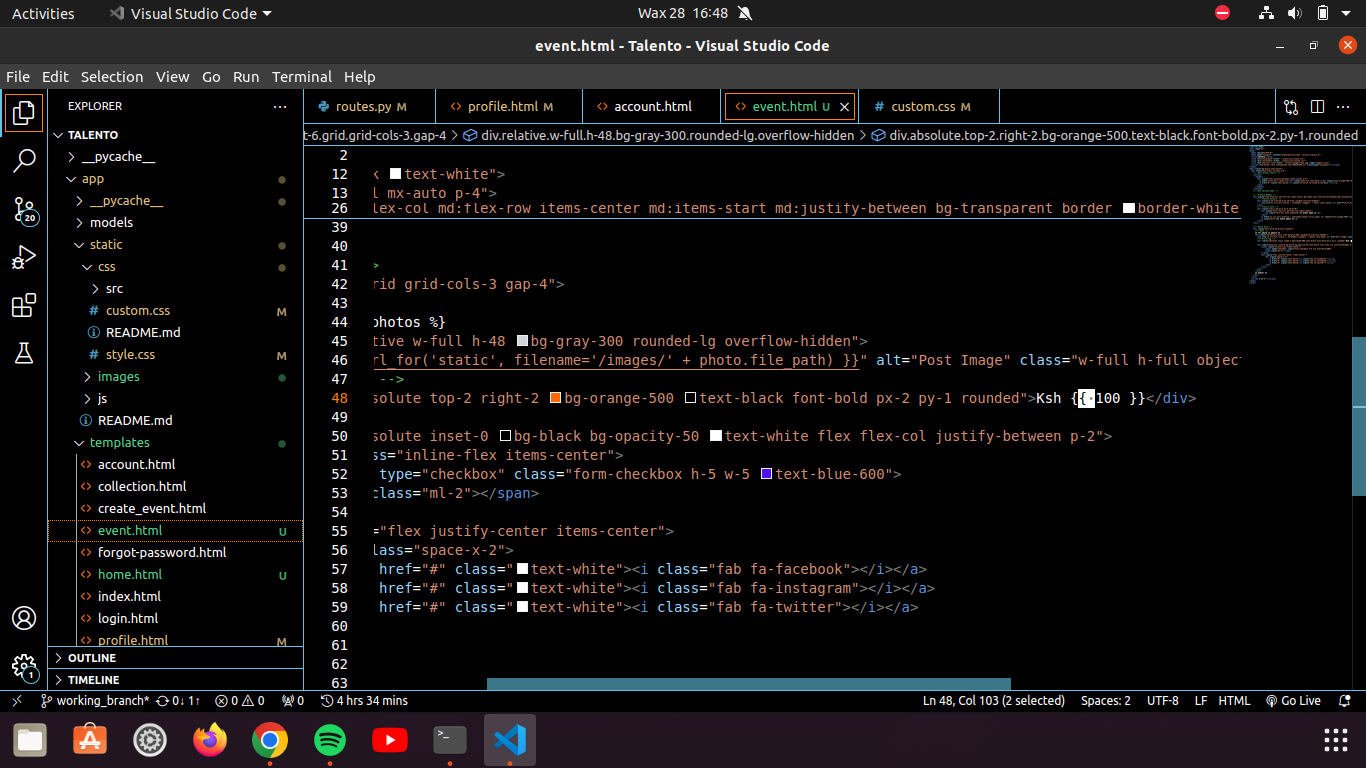 Activities
Visual Studio Code
Wax 28 16:48
event.html - Talento - Visual Studio Code
File Edit Selection View Go Run Terminal Help
EXPLORER
routes.py M
profile.html M
account.html
event.html U
custom.css M
t-6.grid.grid-cols-3.gap-4 > div.relative.w-full.h-48.bg-gray-300.rounded-lg.overflow-hidden > div.absolute.top-2.right-2.bg-orange-500.text-black.font-bold.px-2.py-1.rounded
TALENTO
__pycache__
app
__pycache__
models
static
css
src
custom.css M
README.md
style.css M
images
js
README.md
templates
account.html
collection.html
create_event.html
event.html U
forgot-password.html
home.html U
index.html
login.html
profile.html M
OUTLINE
TIMELINE
2
12 k text-white">
13 l mx-auto p-4">
26 lex-col md:flex-row items-center md:items-start md:justify-between bg-transparent border border-white
39
40
41 >
42 rid grid-cols-3 gap-4">
43
44 photos %}
45 tive w-full h-48 bg-gray-300 rounded-lg overflow-hidden">
46 rl_for('static', filename='/images/' + photo.file_path) }}" alt="Post Image" class="w-full h-full object
47 -->
48 solute top-2 right-2 bg-orange-500 text-black font-bold px-2 py-1 rounded">Ksh {{ 100 }}</div>
49
50 solute inset-0 bg-black bg-opacity-50 text-white flex flex-col justify-between p-2">
51 ss="inline-flex items-center">
52 type="checkbox" class="form-checkbox h-5 w-5 text-blue-600">
53 class="ml-2"></span>
54
55 ="flex justify-center items-center">
56 lass="space-x-2">
57 href="#" class="text-white"><i class="fab fa-facebook"></i></a>
58 href="#" class="text-white"><i class="fab fa-instagram"></i></a>
59 href="#" class="text-white"><i class="fab fa-twitter"></i></a>
60
61
62
63
20
1
working_branch* 0↓ 1↑ 0 0 0 4 hrs 34 mins
Ln 48, Col 103 (2 selected) Spaces: 2 UTF-8 LF HTML Go Live